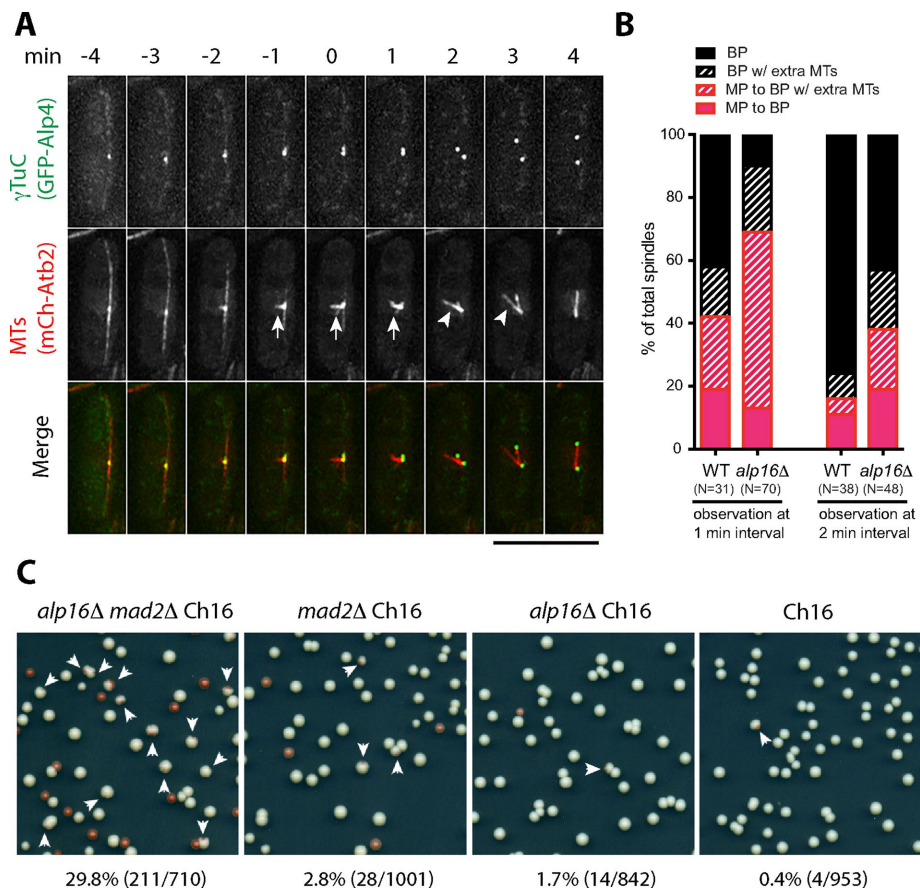 A
min -4 -3 -2 -1 0 1 2 3 4
γTuC
(GFP-Alp4)
MTs
(mCh-Atb2)
Merge
B
BP
BP w/ extra MTs
MP to BP w/ extra MTs
MP to BP
% of total spindles
100
80
60
40
20
0
WT alp16Δ WT alp16Δ
(N=31) (N=70) (N=38) (N=48)
observation at observation at
1 min interval 2 min interval
C
alp16Δ mad2Δ Ch16 mad2Δ Ch16 alp16Δ Ch16 Ch16
29.8% (211/710) 2.8% (28/1001) 1.7% (14/842) 0.4% (4/953)